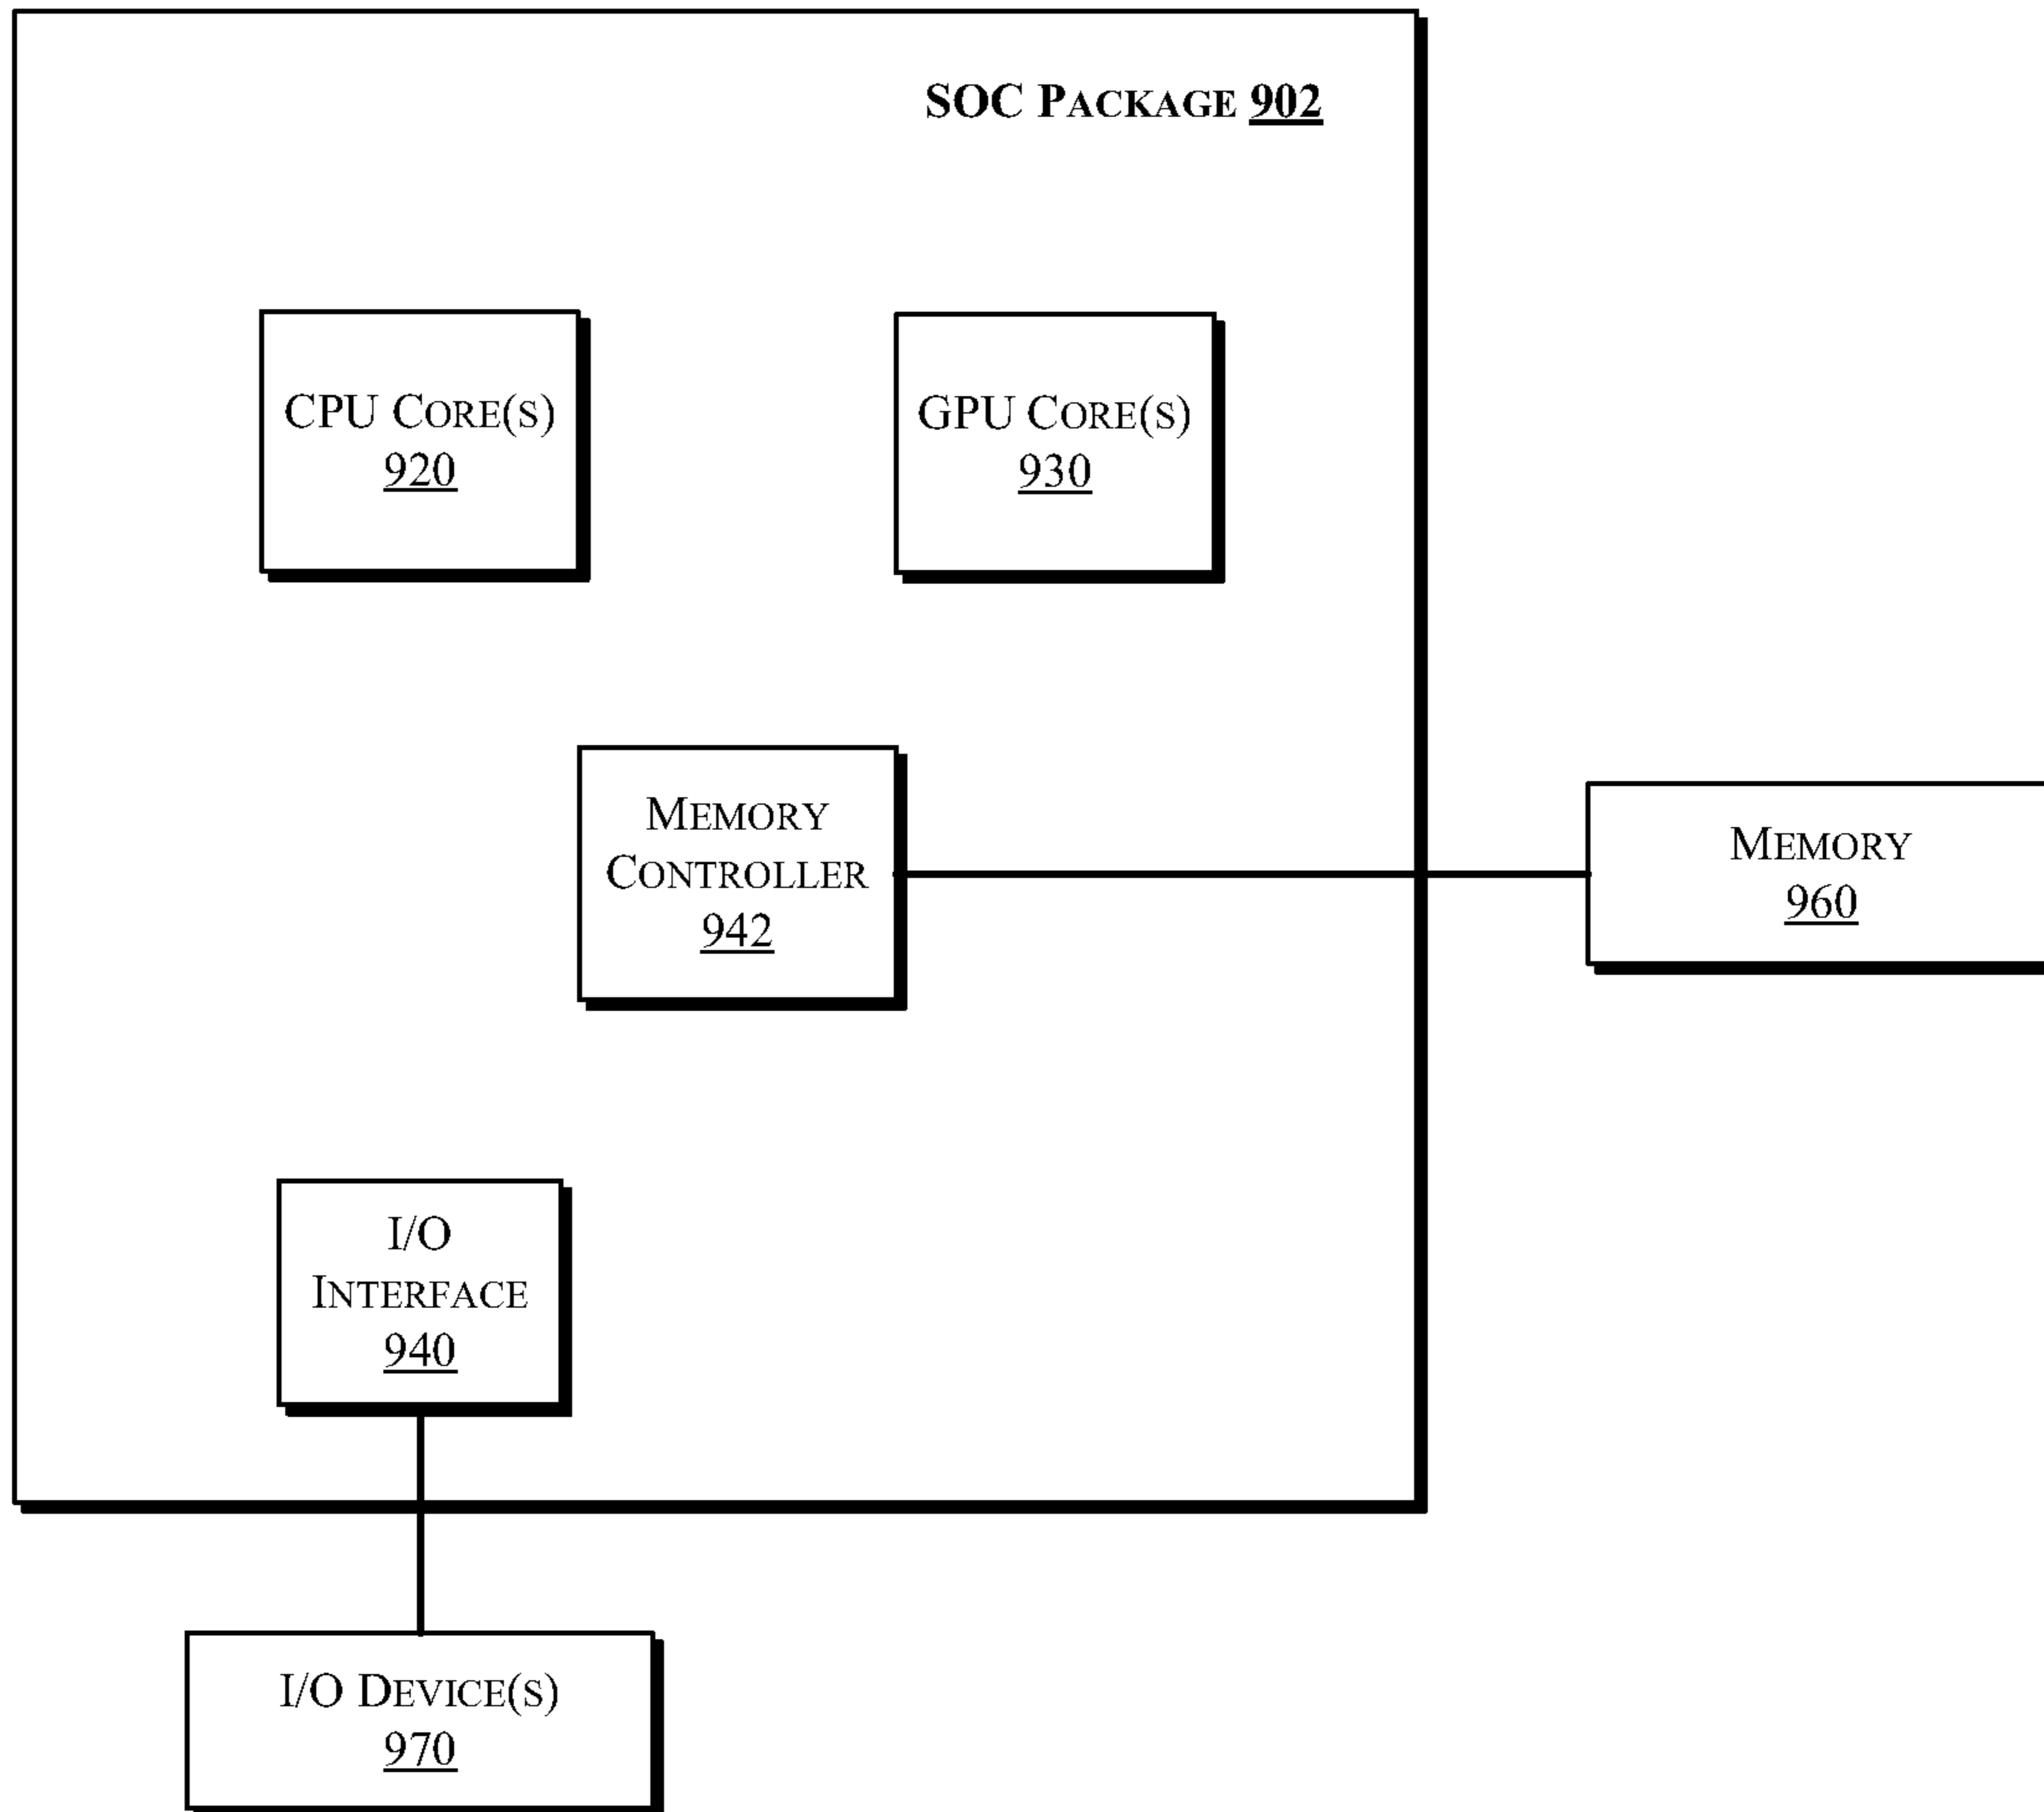 SOC PACKAGE 902
CPU CORE(S)
920
GPU CORE(S)
930
MEMORY
CONTROLLER
942
MEMORY
960
I/O
INTERFACE
940
I/O DEVICE(S)
970